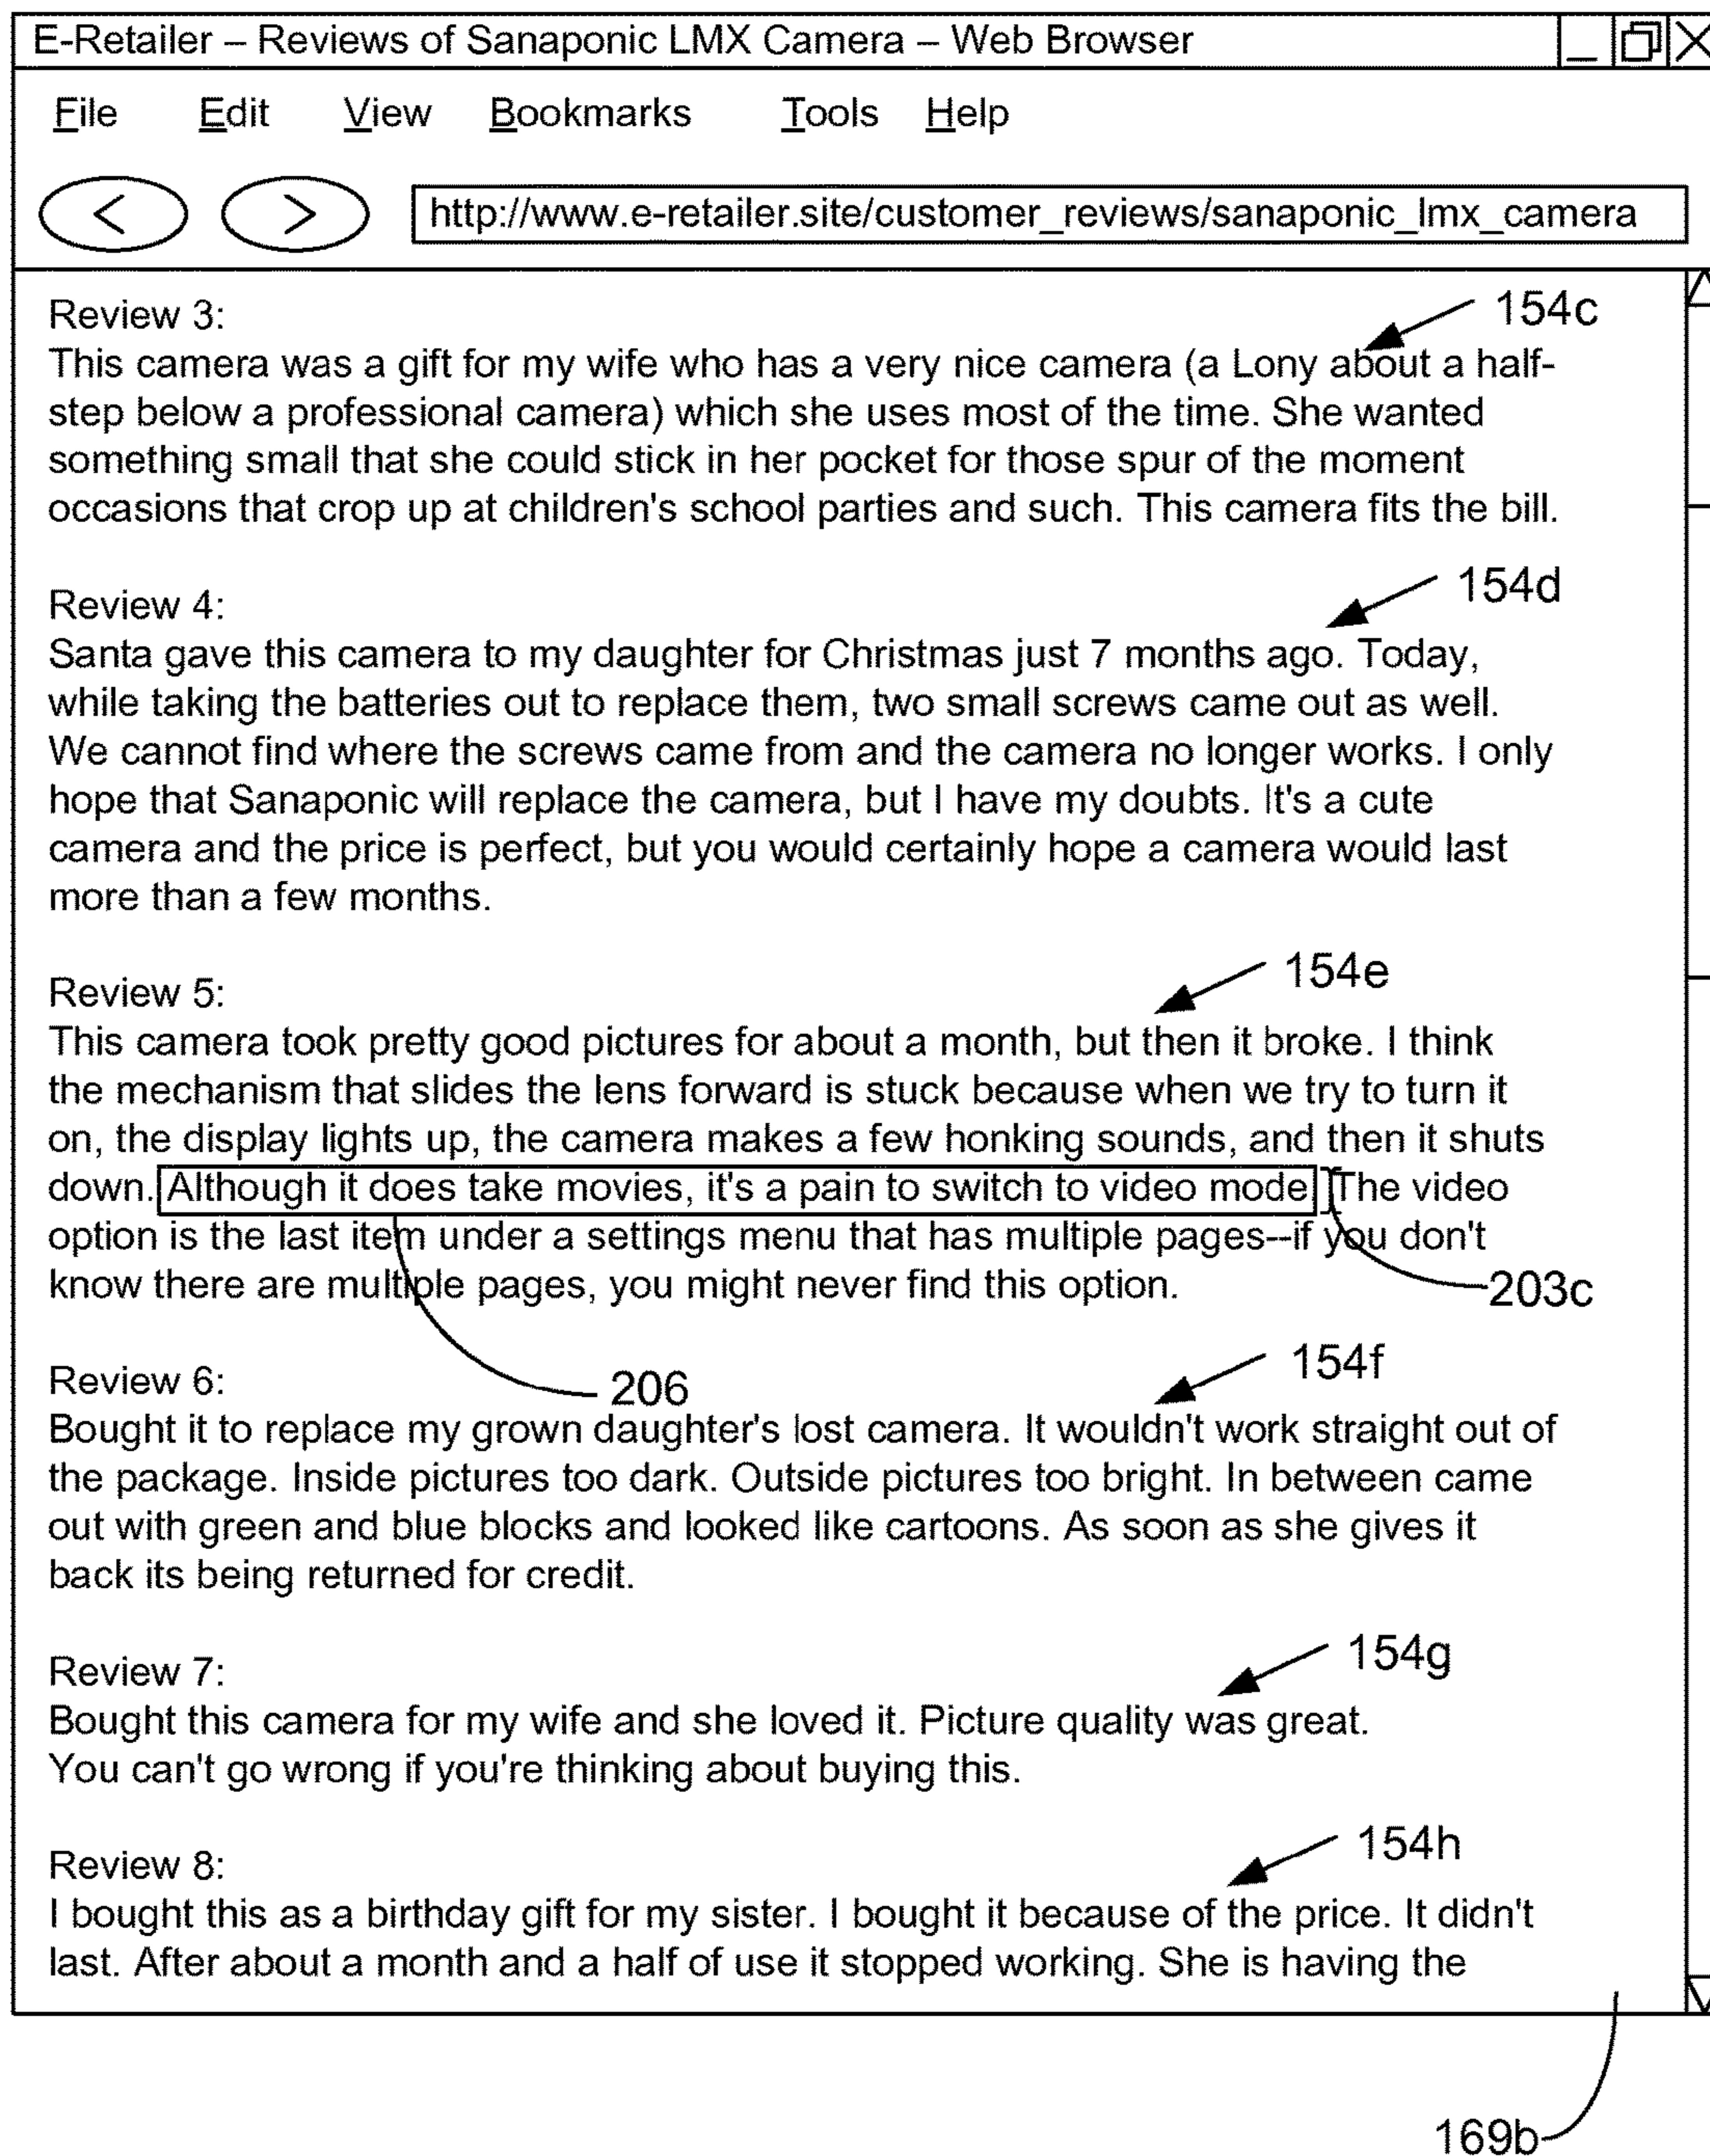 E-Retailer – Reviews of Sanaponic LMX Camera – Web Browser
File Edit View Bookmarks Tools Help
< > http://www.e-retailer.site/customer_reviews/sanaponic_lmx_camera
Review 3:
154c
This camera was a gift for my wife who has a very nice camera (a Lony about a half-
step below a professional camera) which she uses most of the time. She wanted
something small that she could stick in her pocket for those spur of the moment
occasions that crop up at children's school parties and such. This camera fits the bill.
154d
Review 4:
Santa gave this camera to my daughter for Christmas just 7 months ago. Today,
while taking the batteries out to replace them, two small screws came out as well.
We cannot find where the screws came from and the camera no longer works. I only
hope that Sanaponic will replace the camera, but I have my doubts. It's a cute
camera and the price is perfect, but you would certainly hope a camera would last
more than a few months.
154e
Review 5:
This camera took pretty good pictures for about a month, but then it broke. I think
the mechanism that slides the lens forward is stuck because when we try to turn it
on, the display lights up, the camera makes a few honking sounds, and then it shuts
down. Although it does take movies, it's a pain to switch to video mode. The video
option is the last item under a settings menu that has multiple pages--if you don't
know there are multiple pages, you might never find this option.
203c
154f
Review 6:
206
Bought it to replace my grown daughter's lost camera. It wouldn't work straight out of
the package. Inside pictures too dark. Outside pictures too bright. In between came
out with green and blue blocks and looked like cartoons. As soon as she gives it
back its being returned for credit.
154g
Review 7:
Bought this camera for my wife and she loved it. Picture quality was great.
You can't go wrong if you're thinking about buying this.
154h
Review 8:
I bought this as a birthday gift for my sister. I bought it because of the price. It didn't
last. After about a month and a half of use it stopped working. She is having the
169b